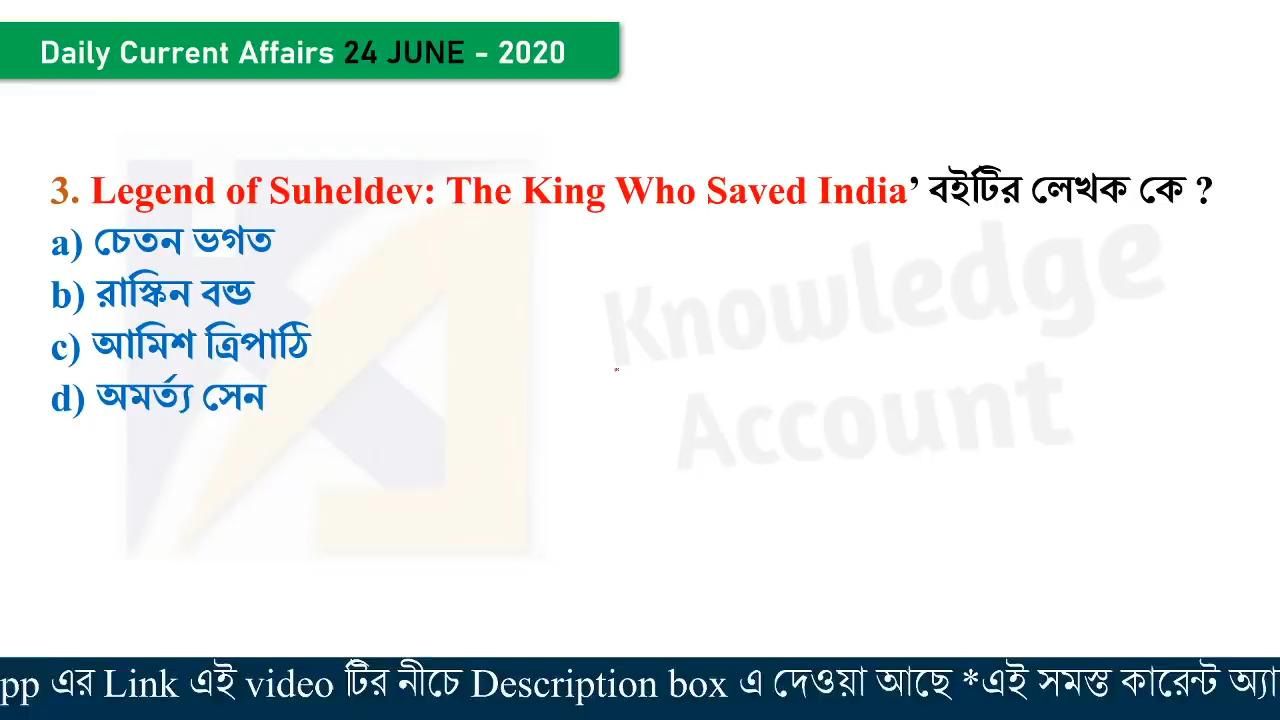 Daily Current Affairs 24 JUNE - 2020
3. Legend of Suheldev: The King Who Saved India’ বইটির লেখক কে ?
a) চেতন ভগত
b) রাস্কিন বন্ড
c) আমিশ ত্রিপাঠি
d) অমর্ত্য সেন
Knowledge
Account
pp এর Link এই video টির নীচে Description box এ দেওয়া আছে *এই সমস্ত কারেন্ট অ্যা